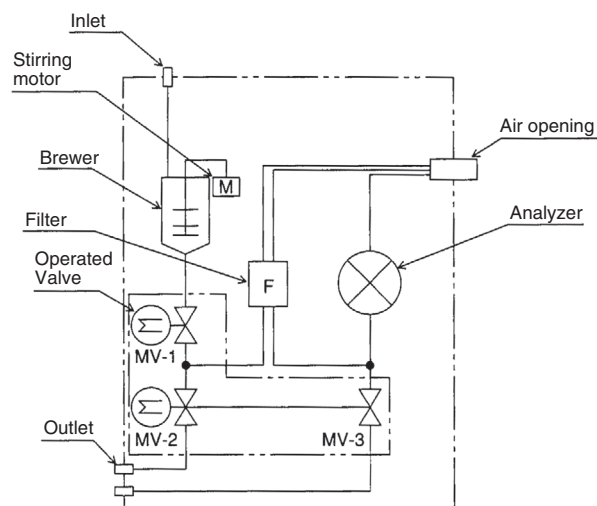 Inlet
Stirring
motor
M
Brewer
Air opening
Filter
Analyzer
F
Operated
Valve
MV-1
MV-2
MV-3
Outlet